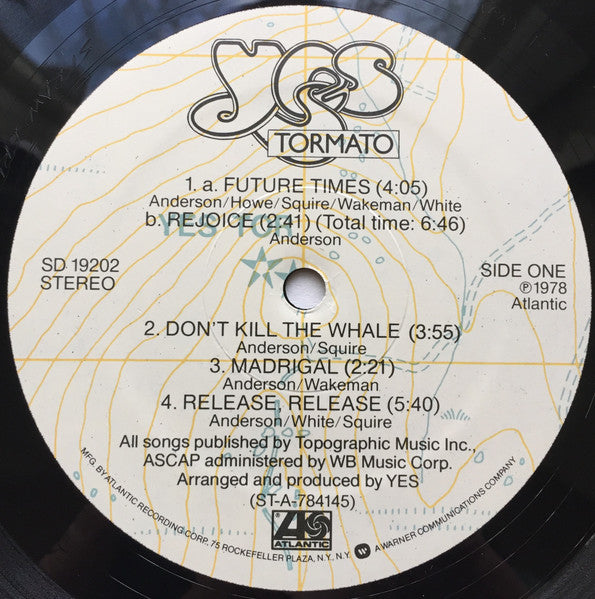 YES
TORMATO
1. a. FUTURE TIMES (4:05)
Anderson/Howe/Squire/Wakeman/White
b. REJOICE (2:41) (Total time: 6:46)
Anderson
YES TOR
SD 19202
STEREO
SIDE ONE
℗1978
Atlantic
2. DON'T KILL THE WHALE (3:55)
Anderson/Squire
3. MADRIGAL (2:21)
Anderson/Wakeman
4. RELEASE, RELEASE (5:40)
Anderson/White/Squire
All songs published by Topographic Music Inc.,
ASCAP administered by WB Music Corp.
Arranged and produced by YES
(ST-A-784145)
ATLANTIC
MFG. BY ATLANTIC RECORDING CORP. 75 ROCKEFELLER PLAZA, N.Y. N.Y. W A WARNER COMMUNICATIONS COMPANY